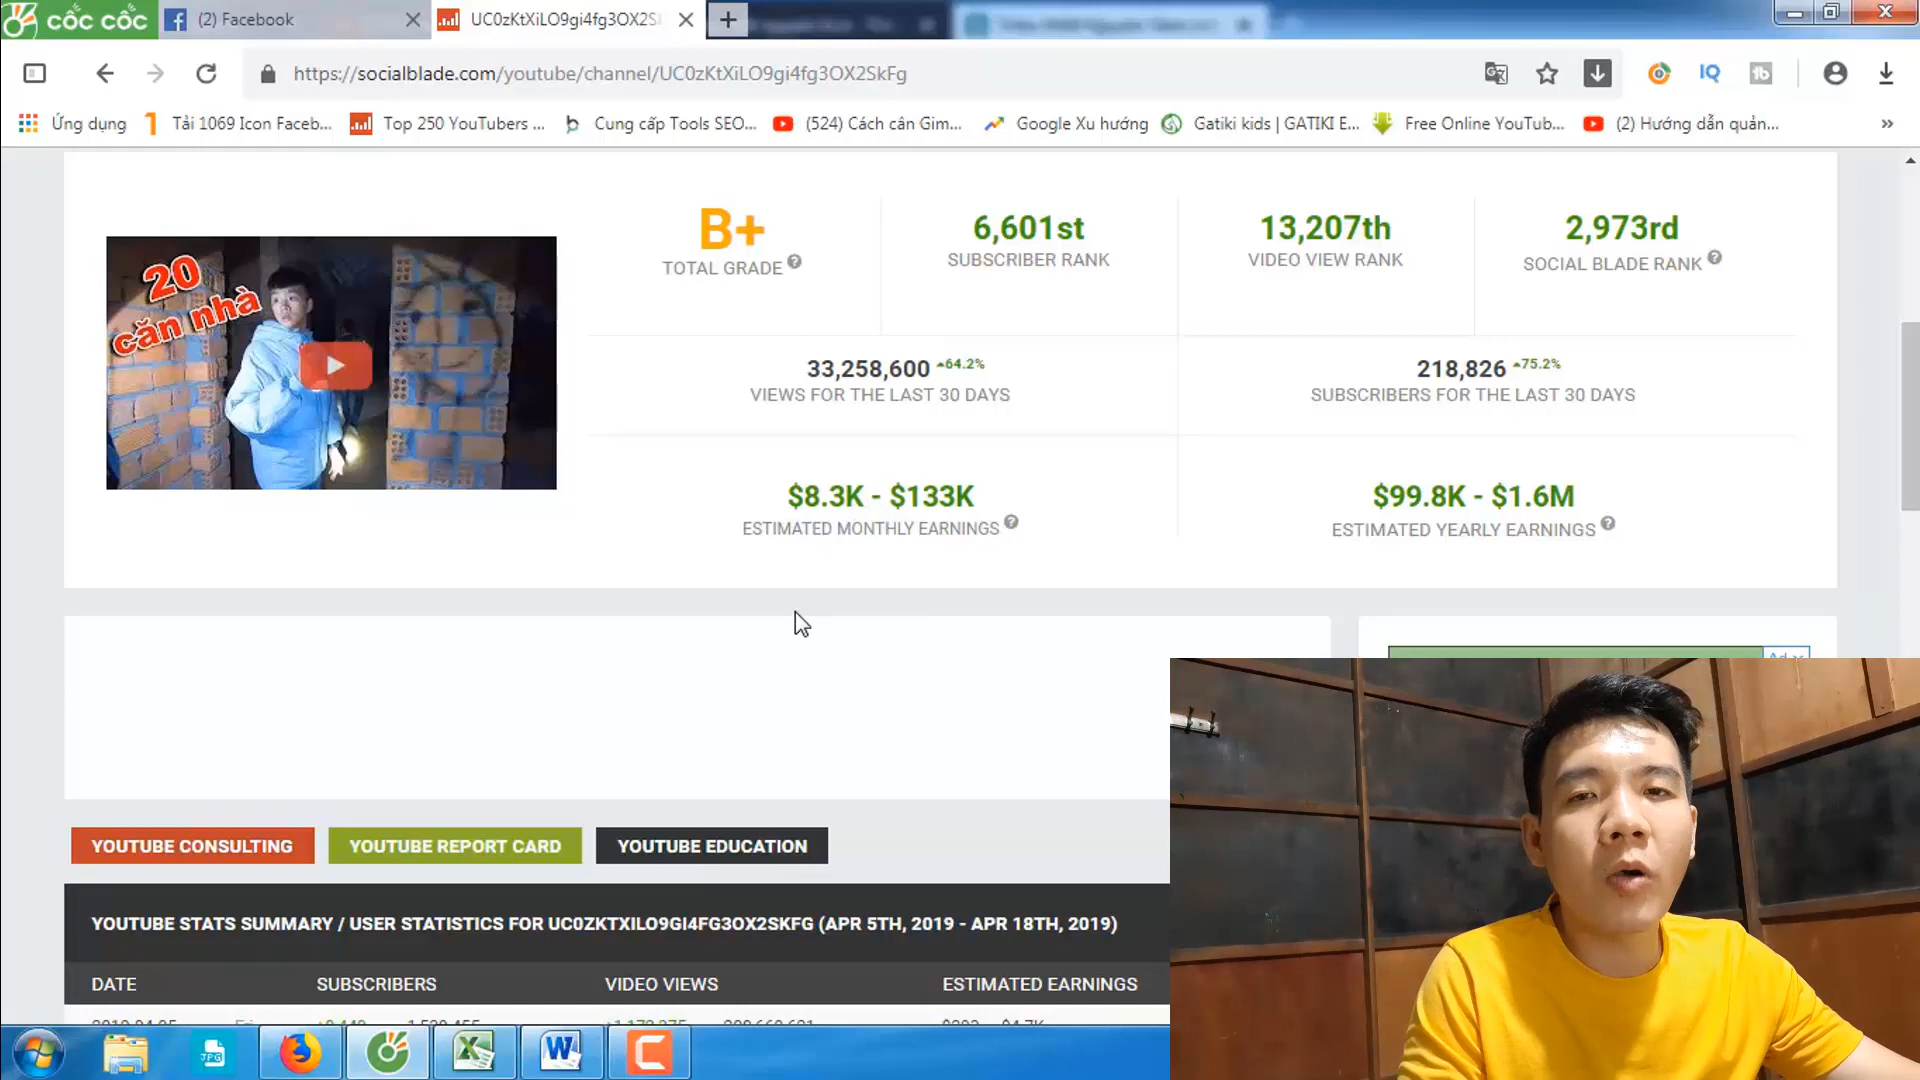 cốc cốc
(2) Facebook
UC0zKtXiLO9gi4fg3OX2S
https://socialblade.com/youtube/channel/UC0zKtXiLO9gi4fg3OX2SkFg
IQ
Ứng dụng
Tải 1069 Icon Faceb...
Top 250 YouTubers ...
Cung cấp Tools SEO...
(524) Cách cân Gim...
Google Xu hướng
Gatiki kids | GATIKI E...
Free Online YouTub...
(2) Hướng dẫn quản...
»
20
căn nhà
B+
TOTAL GRADE
6,601st
SUBSCRIBER RANK
13,207th
VIDEO VIEW RANK
2,973rd
SOCIAL BLADE RANK
33,258,600 64.2%
VIEWS FOR THE LAST 30 DAYS
218,826 75.2%
SUBSCRIBERS FOR THE LAST 30 DAYS
$8.3K - $133K
ESTIMATED MONTHLY EARNINGS
$99.8K - $1.6M
ESTIMATED YEARLY EARNINGS
YOUTUBE CONSULTING
YOUTUBE REPORT CARD
YOUTUBE EDUCATION
YOUTUBE STATS SUMMARY / USER STATISTICS FOR UC0ZKTXILO9GI4FG3OX2SKFG (APR 5TH, 2019 - APR 18TH, 2019)
DATE
SUBSCRIBERS
VIDEO VIEWS
ESTIMATED EARNINGS
JPG